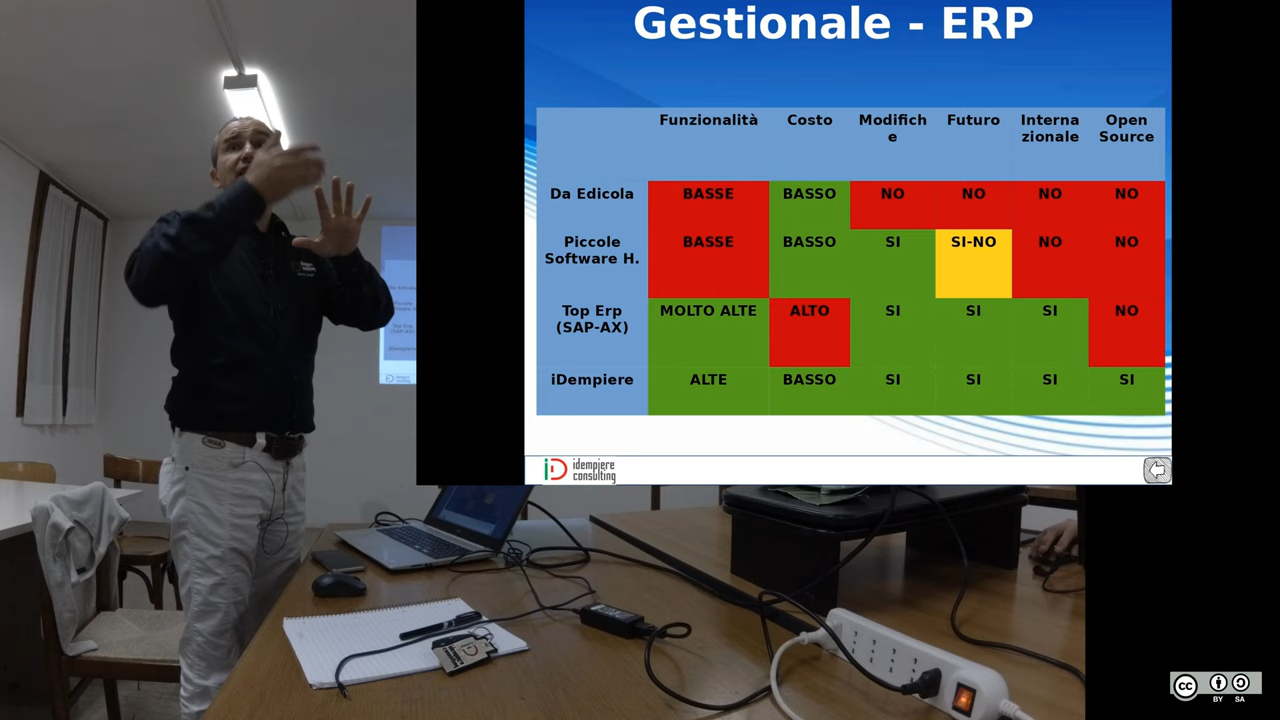 Gestionale - ERP
Funzionalità Costo Modifich Futuro Interna Open
e zionale Source
Da Edicola BASSE BASSO NO NO NO NO
Piccole BASSE BASSO SI SI-NO NO NO
Software H.
Top Erp MOLTO ALTE ALTO SI SI SI NO
(SAP-AX)
iDempiere ALTE BASSO SI SI SI SI
idempiere
consulting
cc
BY SA